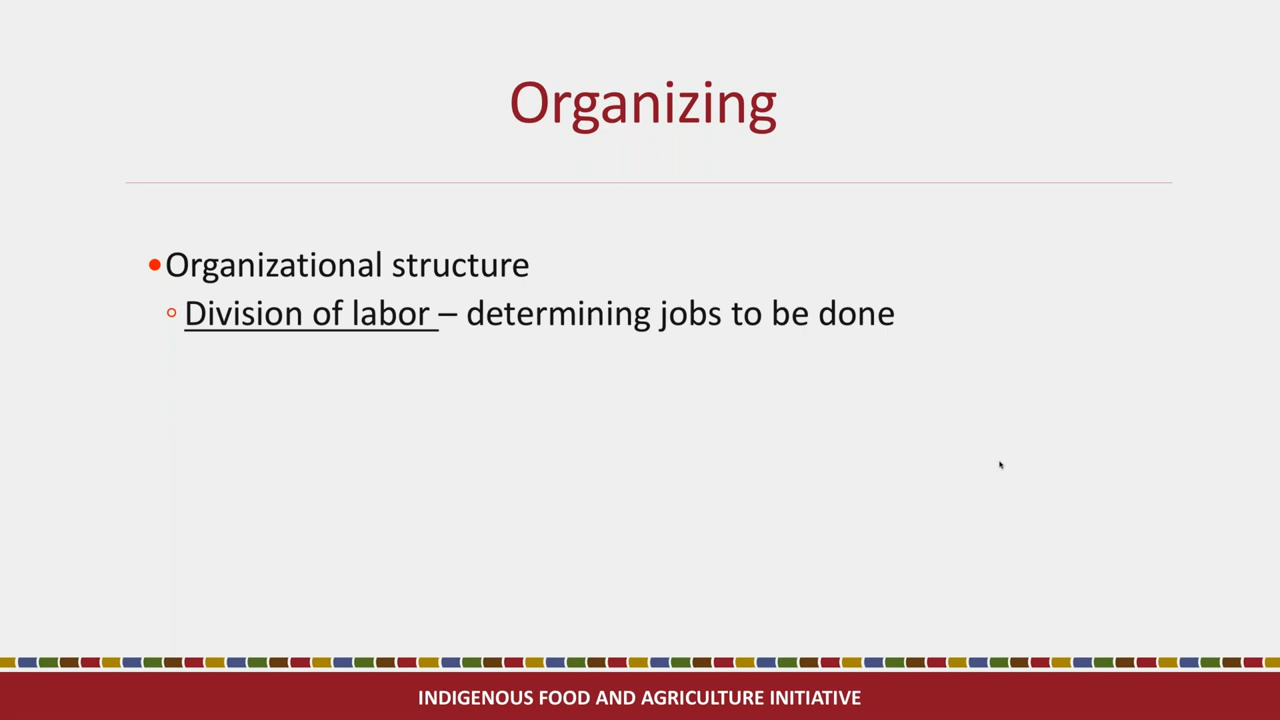 Organizing
•Organizational structure
◦Division of labor – determining jobs to be done
INDIGENOUS FOOD AND AGRICULTURE INITIATIVE